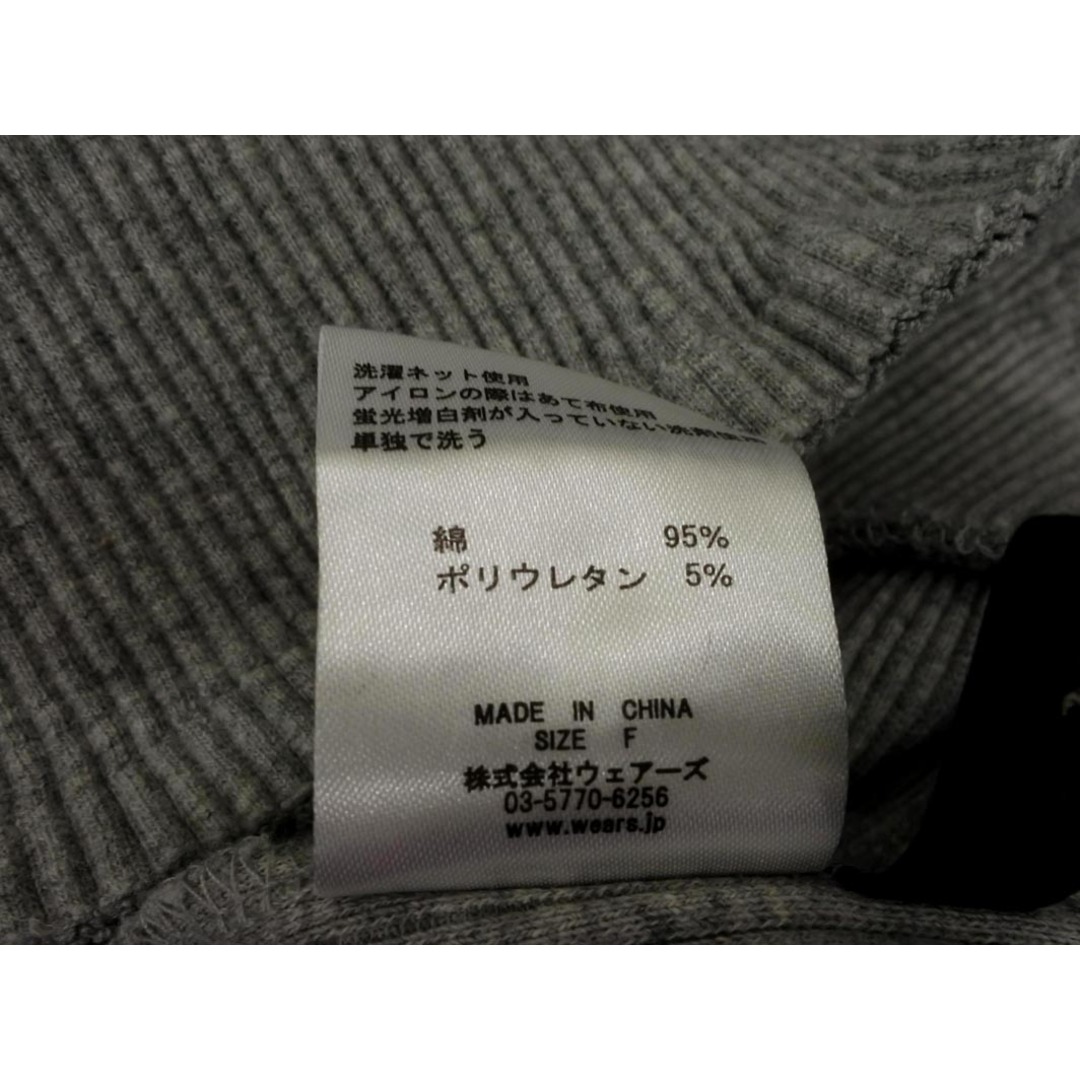 洗濯ネット使用
アイロンの際はあて布使用
蛍光増白剤が入っていない洗剤使用
単独で洗う
綿 95%
ポリウレタン 5%
MADE IN CHINA
SIZE F
株式会社ウェアーズ
03-5770-6256
www.wears.jp